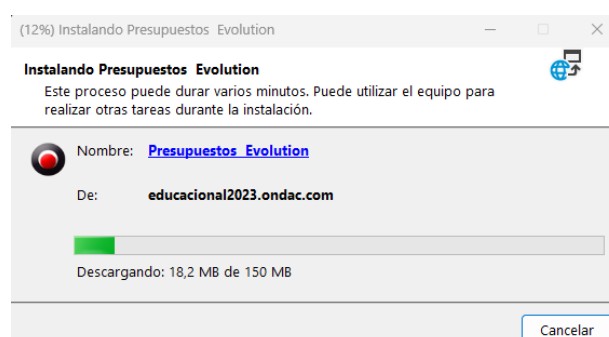 (12%) Instalando Presupuestos Evolution
Instalando Presupuestos Evolution
Este proceso puede durar varios minutos. Puede utilizar el equipo para
realizar otras tareas durante la instalación.
Nombre: Presupuestos Evolution
De: educacional2023.ondac.com
Descargando: 18,2 MB de 150 MB
Cancelar